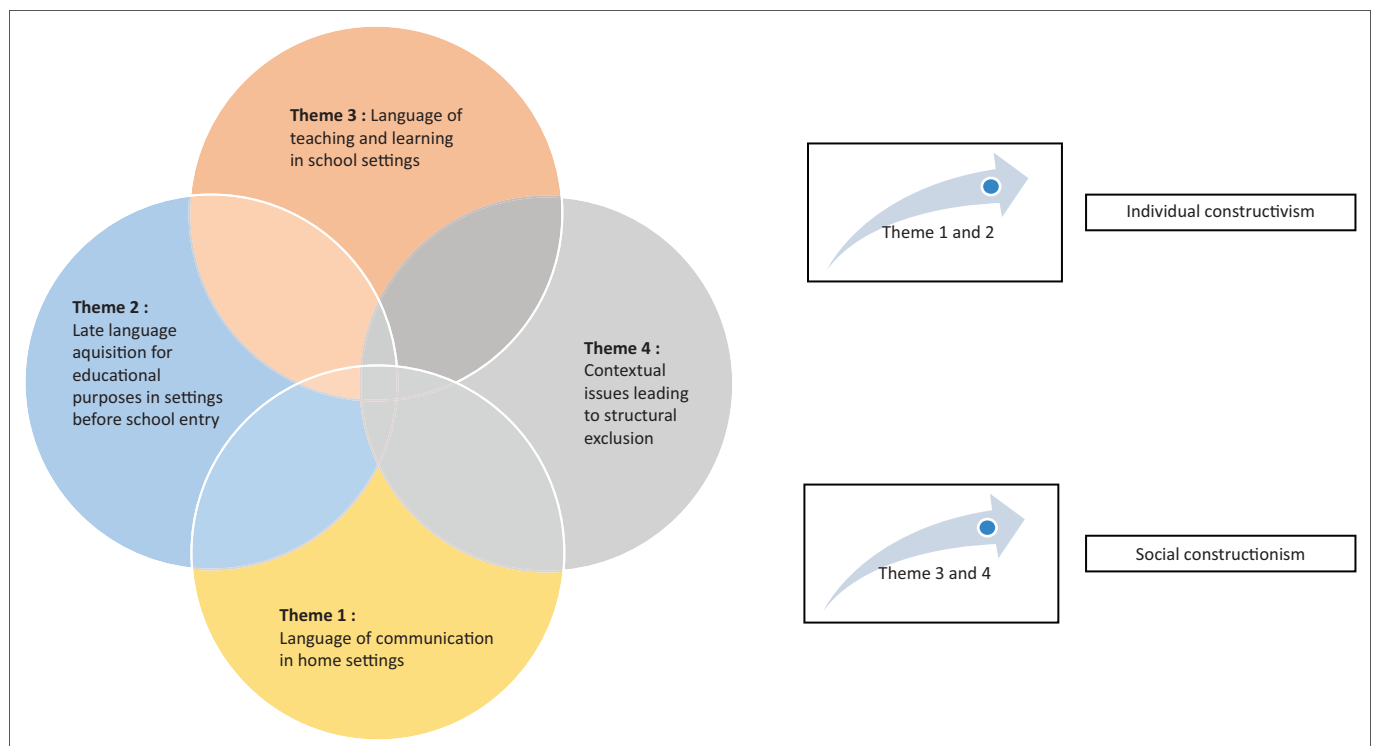 Theme 3 : Language of
teaching and learning
in school settings
Theme 2 :
Late language
aquisition for
educational
purposes in settings
before school entry
Theme 4 :
Contextual
issues leading
to structural
exclusion
Theme 1 :
Language of communication
in home settings
Theme 1 and 2
Individual constructivism
Theme 3 and 4
Social constructionism